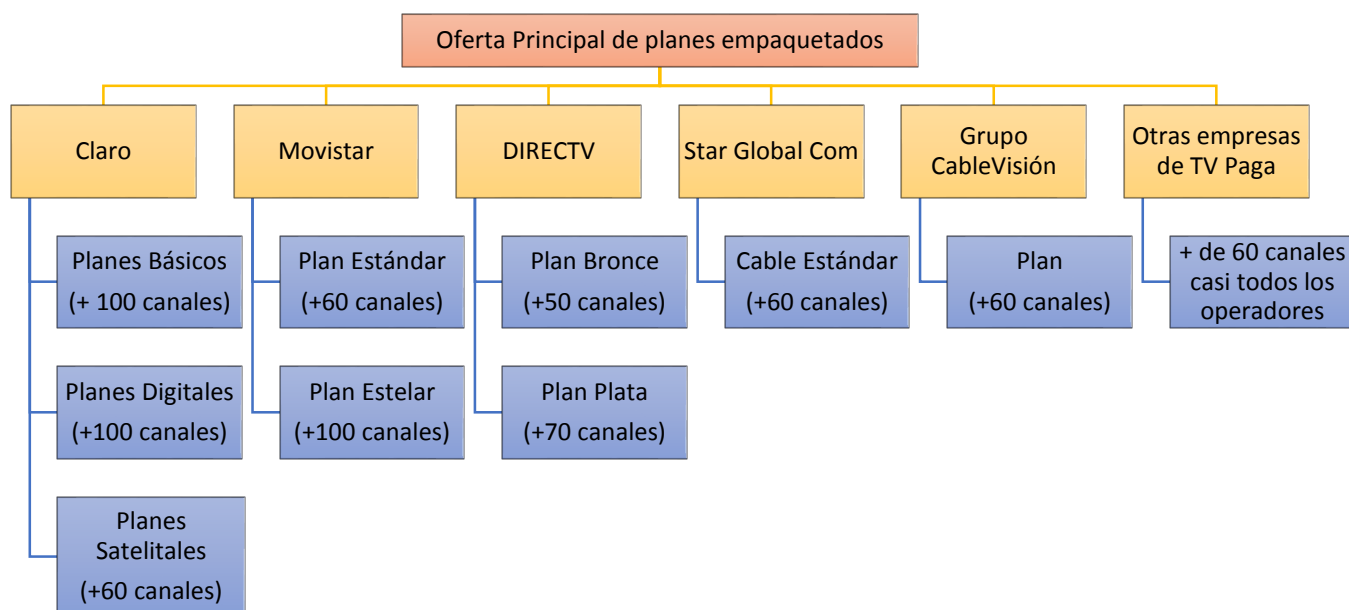 Oferta Principal de planes empaquetados
Claro
Movistar
DIRECTV
Star Global Com
Grupo
CableVisión
Otras empresas
de TV Paga
Planes Básicos
(+ 100 canales)
Planes Digitales
(+100 canales)
Planes
Satelitales
(+60 canales)
Plan Estándar
(+60 canales)
Plan Estelar
(+100 canales)
Plan Bronce
(+50 canales)
Plan Plata
(+70 canales)
Cable Estándar
(+60 canales)
Plan
(+60 canales)
+ de 60 canales
casi todos los
operadores